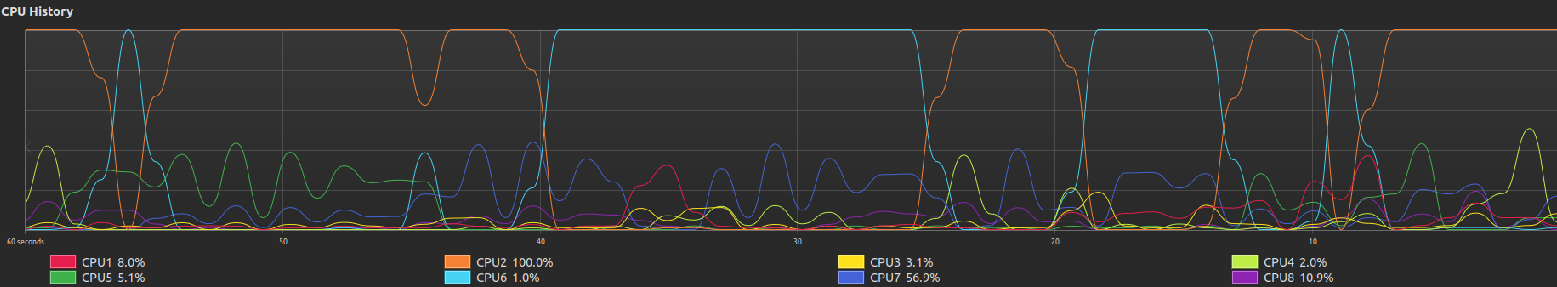 CPU History
60 seconds 50 40 30 20 10
CPU1 8.0% CPU2 100.0% CPU3 3.1% CPU4 2.0%
CPU5 5.1% CPU6 1.0% CPU7 56.9% CPU8 10.9%